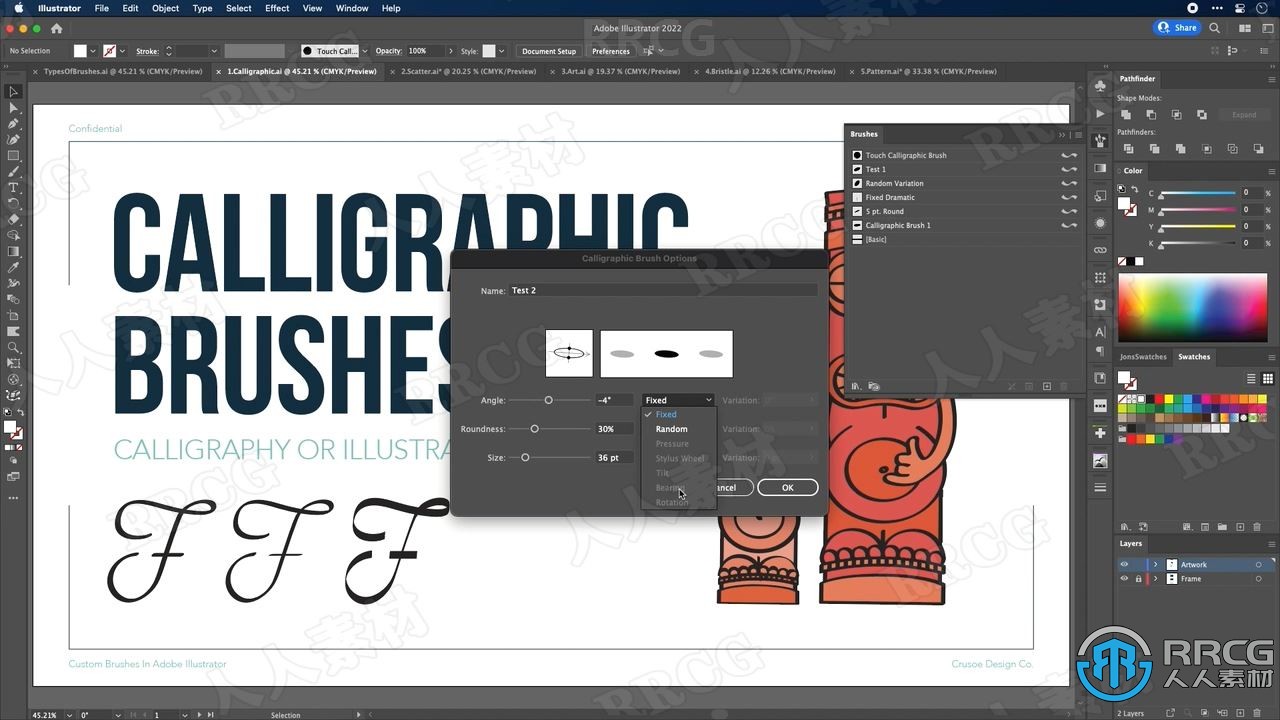 Illustrator File Edit Object Type Select Effect View Window Help
Adobe Illustrator 2022
Share
No Selection Stroke: Touch Call... Opacity: 100% Style: Document Setup Preferences
TypesOfBrushes.ai @ 45.21 % (CMYK/Preview) 1.Calligraphic.ai @ 45.21 % (CMYK/Preview) 2.Scatter.ai* @ 20.25 % (CMYK/Preview) 3.Art.ai @ 19.37 % (CMYK/Preview) 4.Bristle.ai @ 12.26 % (CMYK/Preview) 5.Pattern.ai* @ 33.38 % (CMYK/Preview)
Confidential
CALLIGRAPHIC
BRUSHES
CALLIGRAPHY OR ILLUSTRA
F F F
Custom Brushes In Adobe Illustrator
Crusoe Design Co.
Calligraphic Brush Options
Name: Test 2
Angle: -4° Fixed Variation: 0°
Roundness: 30% Variation:
Size: 36 pt Variation:
Fixed
Random
Pressure
Stylus Wheel
Tilt
Bearing
Rotation
ancel OK
Brushes
Touch Calligraphic Brush
Test 1
Random Variation
Fixed Dramatic
5 pt. Round
Calligraphic Brush 1
[Basic]
Pathfinder
Shape Modes:
Expand
Pathfinders:
Color
C 0 %
M 0 %
Y 0 %
K 0 %
JonsSwatches Swatches
Layers
Artwork
Frame
2 Layers
45.21% 0° 1 Selection
RRCG
人人素材